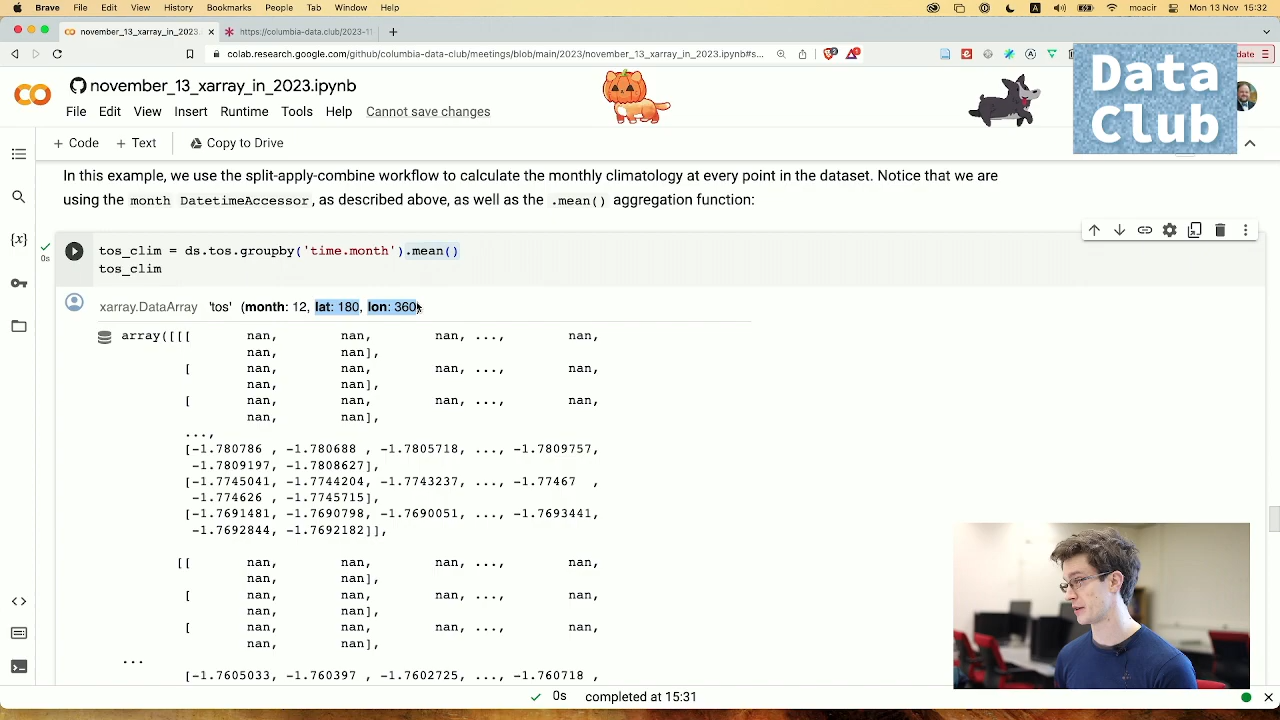 Brave File Edit View History Bookmarks People Tab Window Help
A moacir Mon 13 Nov 15:32
november_13_xarray_in_2023. https://columbia-data.club/2023-11
colab.research.google.com/github/columbia-data-club/meetings/blob/main/2023/november_13_xarray_in_2023.ipynb#s...
november_13_xarray_in_2023.ipynb
Data
Club
File Edit View Insert Runtime Tools Help Cannot save changes
+ Code + Text Copy to Drive
In this example, we use the split-apply-combine workflow to calculate the monthly climatology at every point in the dataset. Notice that we are
using the month DatetimeAccessor, as described above, as well as the .mean() aggregation function:
tos_clim = ds.tos.groupby('time.month').mean()
0s
tos_clim
xarray.DataArray 'tos' (month: 12, lat: 180, lon: 360)
array([[[ nan, nan, nan, ..., nan,
nan, nan],
[ nan, nan, nan, ..., nan,
nan, nan],
[ nan, nan, nan, ..., nan,
nan, nan],
...,
[-1.780786 , -1.780688 , -1.7805718, ..., -1.7809757,
-1.7809197, -1.7808627],
[-1.7745041, -1.7744204, -1.7743237, ..., -1.77467 ,
-1.774626 , -1.7745715],
[-1.7691481, -1.7690798, -1.7690051, ..., -1.7693441,
-1.7692844, -1.7692182]],
[[ nan, nan, nan, ..., nan,
nan, nan],
[ nan, nan, nan, ..., nan,
nan, nan],
[ nan, nan, nan, ..., nan,
nan, nan],
...
[-1.7605033, -1.760397 , -1.7602725, ..., -1.760718 ,
0s completed at 15:31